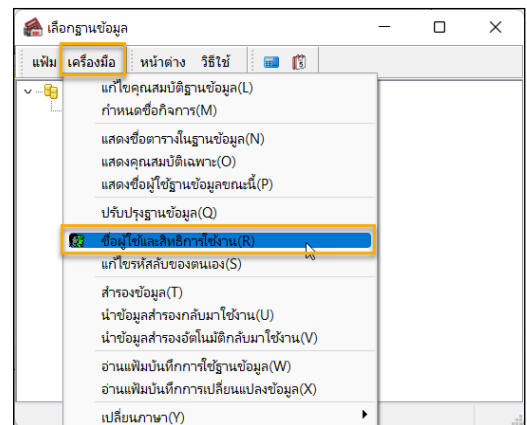 เลือกฐานข้อมูล
แฟ้ม เครื่องมือ หน้าต่าง วิธีใช้
แก้ไขคุณสมบัติฐานข้อมูล(L)
กำหนดชื่อกิจการ(M)
แสดงชื่อตารางในฐานข้อมูล(N)
แสดงคุณสมบัติเฉพาะ(O)
แสดงชื่อผู้ใช้ฐานข้อมูลขณะนี้(P)
ปรับปรุงฐานข้อมูล(Q)
ชื่อผู้ใช้และสิทธิการใช้งาน(R)
แก้ไขรหัสลับของตนเอง(S)
สำรองข้อมูล(T)
นำข้อมูลสำรองกลับมาใช้งาน(U)
นำข้อมูลสำรองอัตโนมัติกลับมาใช้งาน(V)
อ่านแฟ้มบันทึกการใช้ฐานข้อมูล(W)
อ่านแฟ้มบันทึกการเปลี่ยนแปลงข้อมูล(X)
เปลี่ยนภาษา(Y)